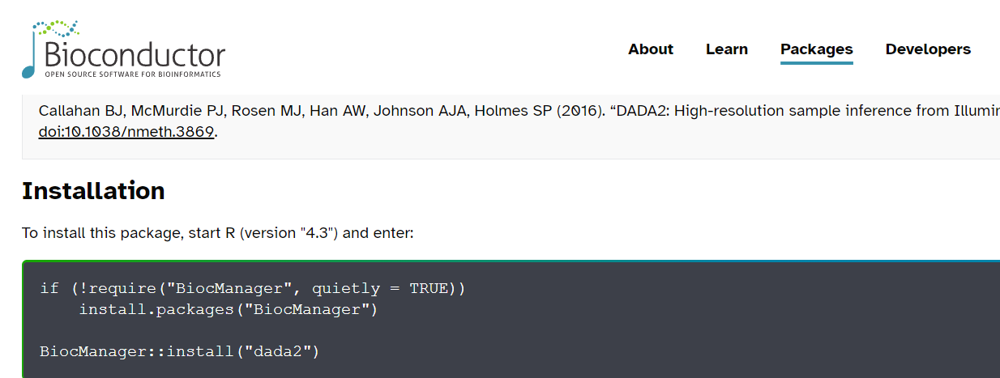 Bioconductor
OPEN SOURCE SOFTWARE FOR BIOINFORMATICS
About Learn Packages Developers
Callahan BJ, McMurdie PJ, Rosen MJ, Han AW, Johnson AJA, Holmes SP (2016). “DADA2: High-resolution sample inference from
doi:10.1038/nmeth.3869.
Installation
To install this package, start R (version "4.3") and enter:
if (!require("BiocManager", quietly = TRUE))
    install.packages("BiocManager")
BiocManager::install("dada2")